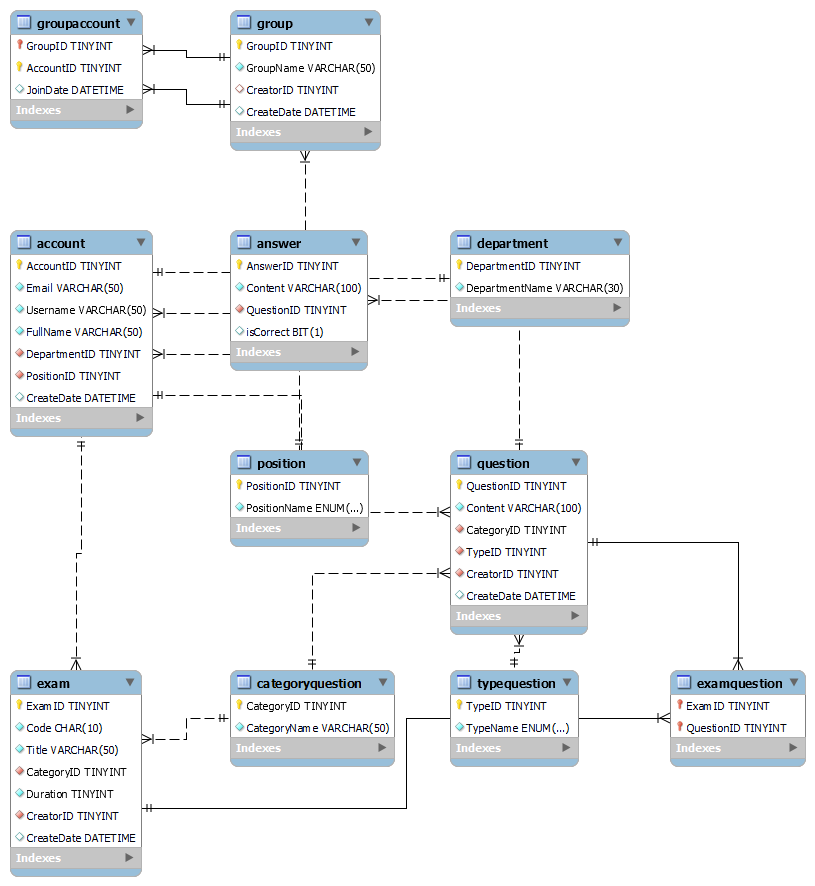 groupaccount
GroupID TINYINT
AccountID TINYINT
JoinDate DATETIME
Indexes
group
GroupID TINYINT
GroupName VARCHAR(50)
CreatorID TINYINT
CreateDate DATETIME
Indexes
account
AccountID TINYINT
Email VARCHAR(50)
Username VARCHAR(50)
FullName VARCHAR(50)
DepartmentID TINYINT
PositionID TINYINT
CreateDate DATETIME
Indexes
answer
AnswerID TINYINT
Content VARCHAR(100)
QuestionID TINYINT
isCorrect BIT(1)
Indexes
department
DepartmentID TINYINT
DepartmentName VARCHAR(30)
Indexes
position
PositionID TINYINT
PositionName ENUM(...)
Indexes
question
QuestionID TINYINT
Content VARCHAR(100)
CategoryID TINYINT
TypeID TINYINT
CreatorID TINYINT
CreateDate DATETIME
Indexes
exam
ExamID TINYINT
Code CHAR(10)
Title VARCHAR(50)
CategoryID TINYINT
Duration TINYINT
CreatorID TINYINT
CreateDate DATETIME
Indexes
categoryquestion
CategoryID TINYINT
CategoryName VARCHAR(50)
Indexes
typequestion
TypeID TINYINT
TypeName ENUM(...)
Indexes
examquestion
ExamID TINYINT
QuestionID TINYINT
Indexes